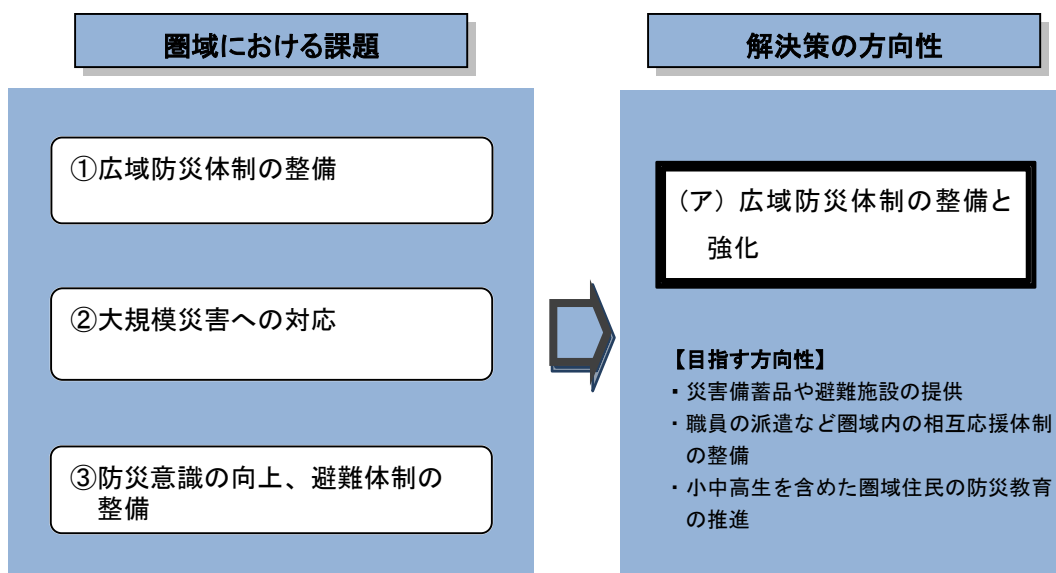 圏域における課題
①広域防災体制の整備
②大規模災害への対応
③防災意識の向上、避難体制の
整備
解決策の方向性
（ア）広域防災体制の整備と
強化
【目指す方向性】
・災害備蓄品や避難施設の提供
・職員の派遣など圏域内の相互応援体制
の整備
・小中高生を含めた圏域住民の防災教育
の推進